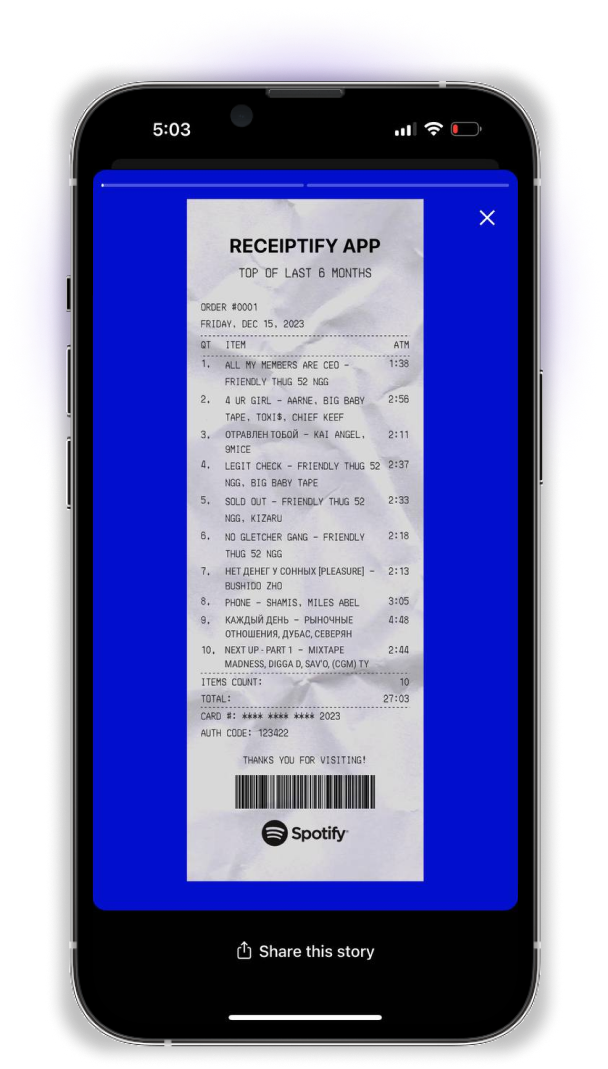 5:03
RECEIPTIFY APP
TOP OF LAST 6 MONTHS
ORDER #0001
FRIDAY, DEC 15, 2023
QT ITEM ATM
1. ALL MY MEMBERS ARE CEO – 1:38
FRIENDLY THUG 52 NGG
2. 4 UR GIRL – AARNE, BIG BABY 2:56
TAPE, TOXI$, CHIEF KEEF
3. ОТРАВЛЕН ТОБОЙ – KAI ANGEL, 2:11
9MICE
4. LEGIT CHECK – FRIENDLY THUG 52 2:37
NGG, BIG BABY TAPE
5. SOLD OUT – FRIENDLY THUG 52 2:33
NGG, KIZARU
6. NO GLETCHER GANG – FRIENDLY 2:18
THUG 52 NGG
7. НЕТ ДЕНЕГ У СОННЫХ [PLEASURE] – 2:13
BUSHIDO ZHO
8. PHONE – SHAMIS, MILES ABEL 3:05
9. КАЖДЫЙ ДЕНЬ – РЫНОЧНЫЕ 4:48
ОТНОШЕНИЯ, ДУБАС, СЕВЕРЯН
10. NEXT UP - PART 1 – MIXTAPE 2:44
MADNESS, DIGGA D, SAV'O, (CGM) TY
ITEMS COUNT: 10
TOTAL: 27:03
CARD #: **** **** **** 2023
AUTH CODE: 123422
THANKS YOU FOR VISITING!
Spotify
Share this story